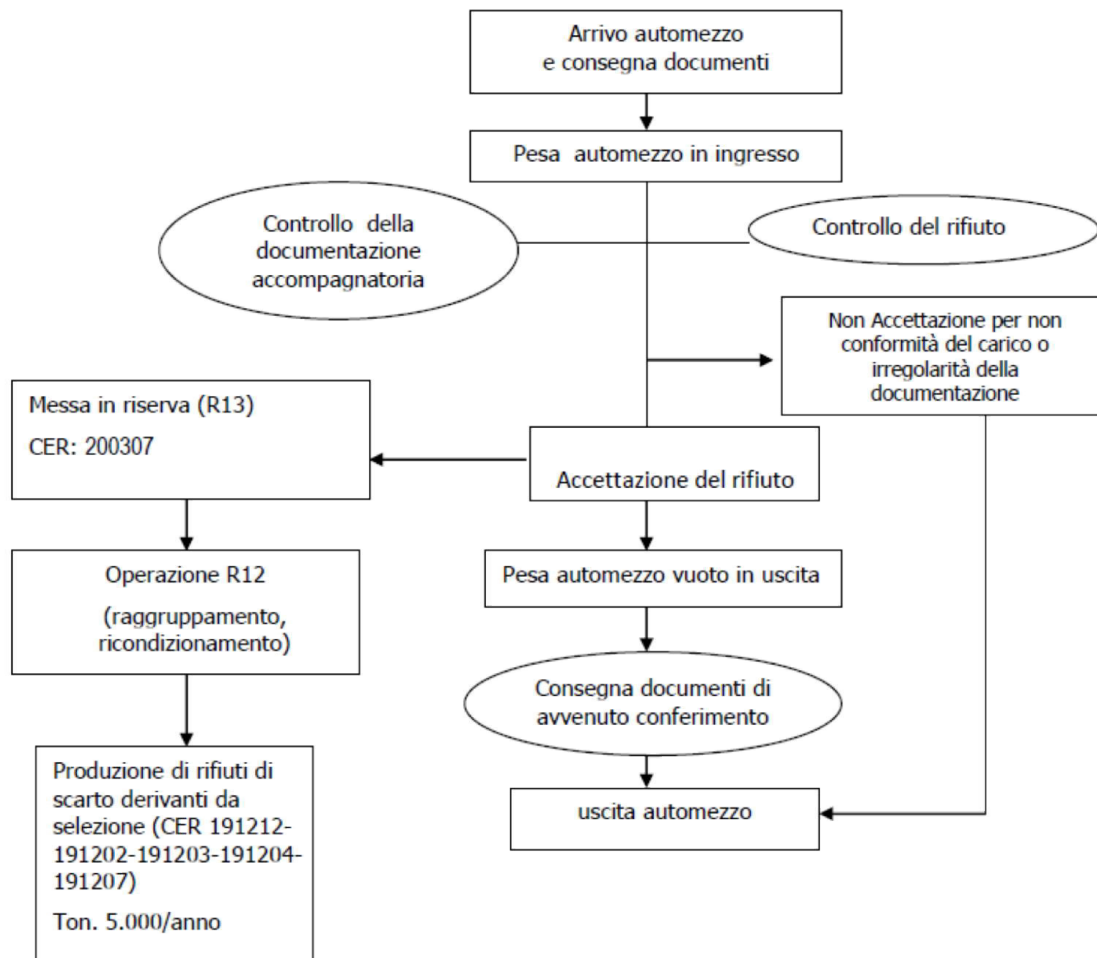 Arrivo automezzo
e consegna documenti
Pesa automezzo in ingresso
Controllo della
documentazione
accompagnatoria
Controllo del rifiuto
Non Accettazione per non
conformità del carico o
irregolarità della
documentazione
Messa in riserva (R13)
CER: 200307
Accettazione del rifiuto
Operazione R12
(raggruppamento,
ricondizionamento)
Pesa automezzo vuoto in uscita
Consegna documenti di
avvenuto conferimento
Produzione di rifiuti di
scarto derivanti da
selezione (CER 191212-
191202-191203-191204-
191207)
Ton. 5.000/anno
uscita automezzo